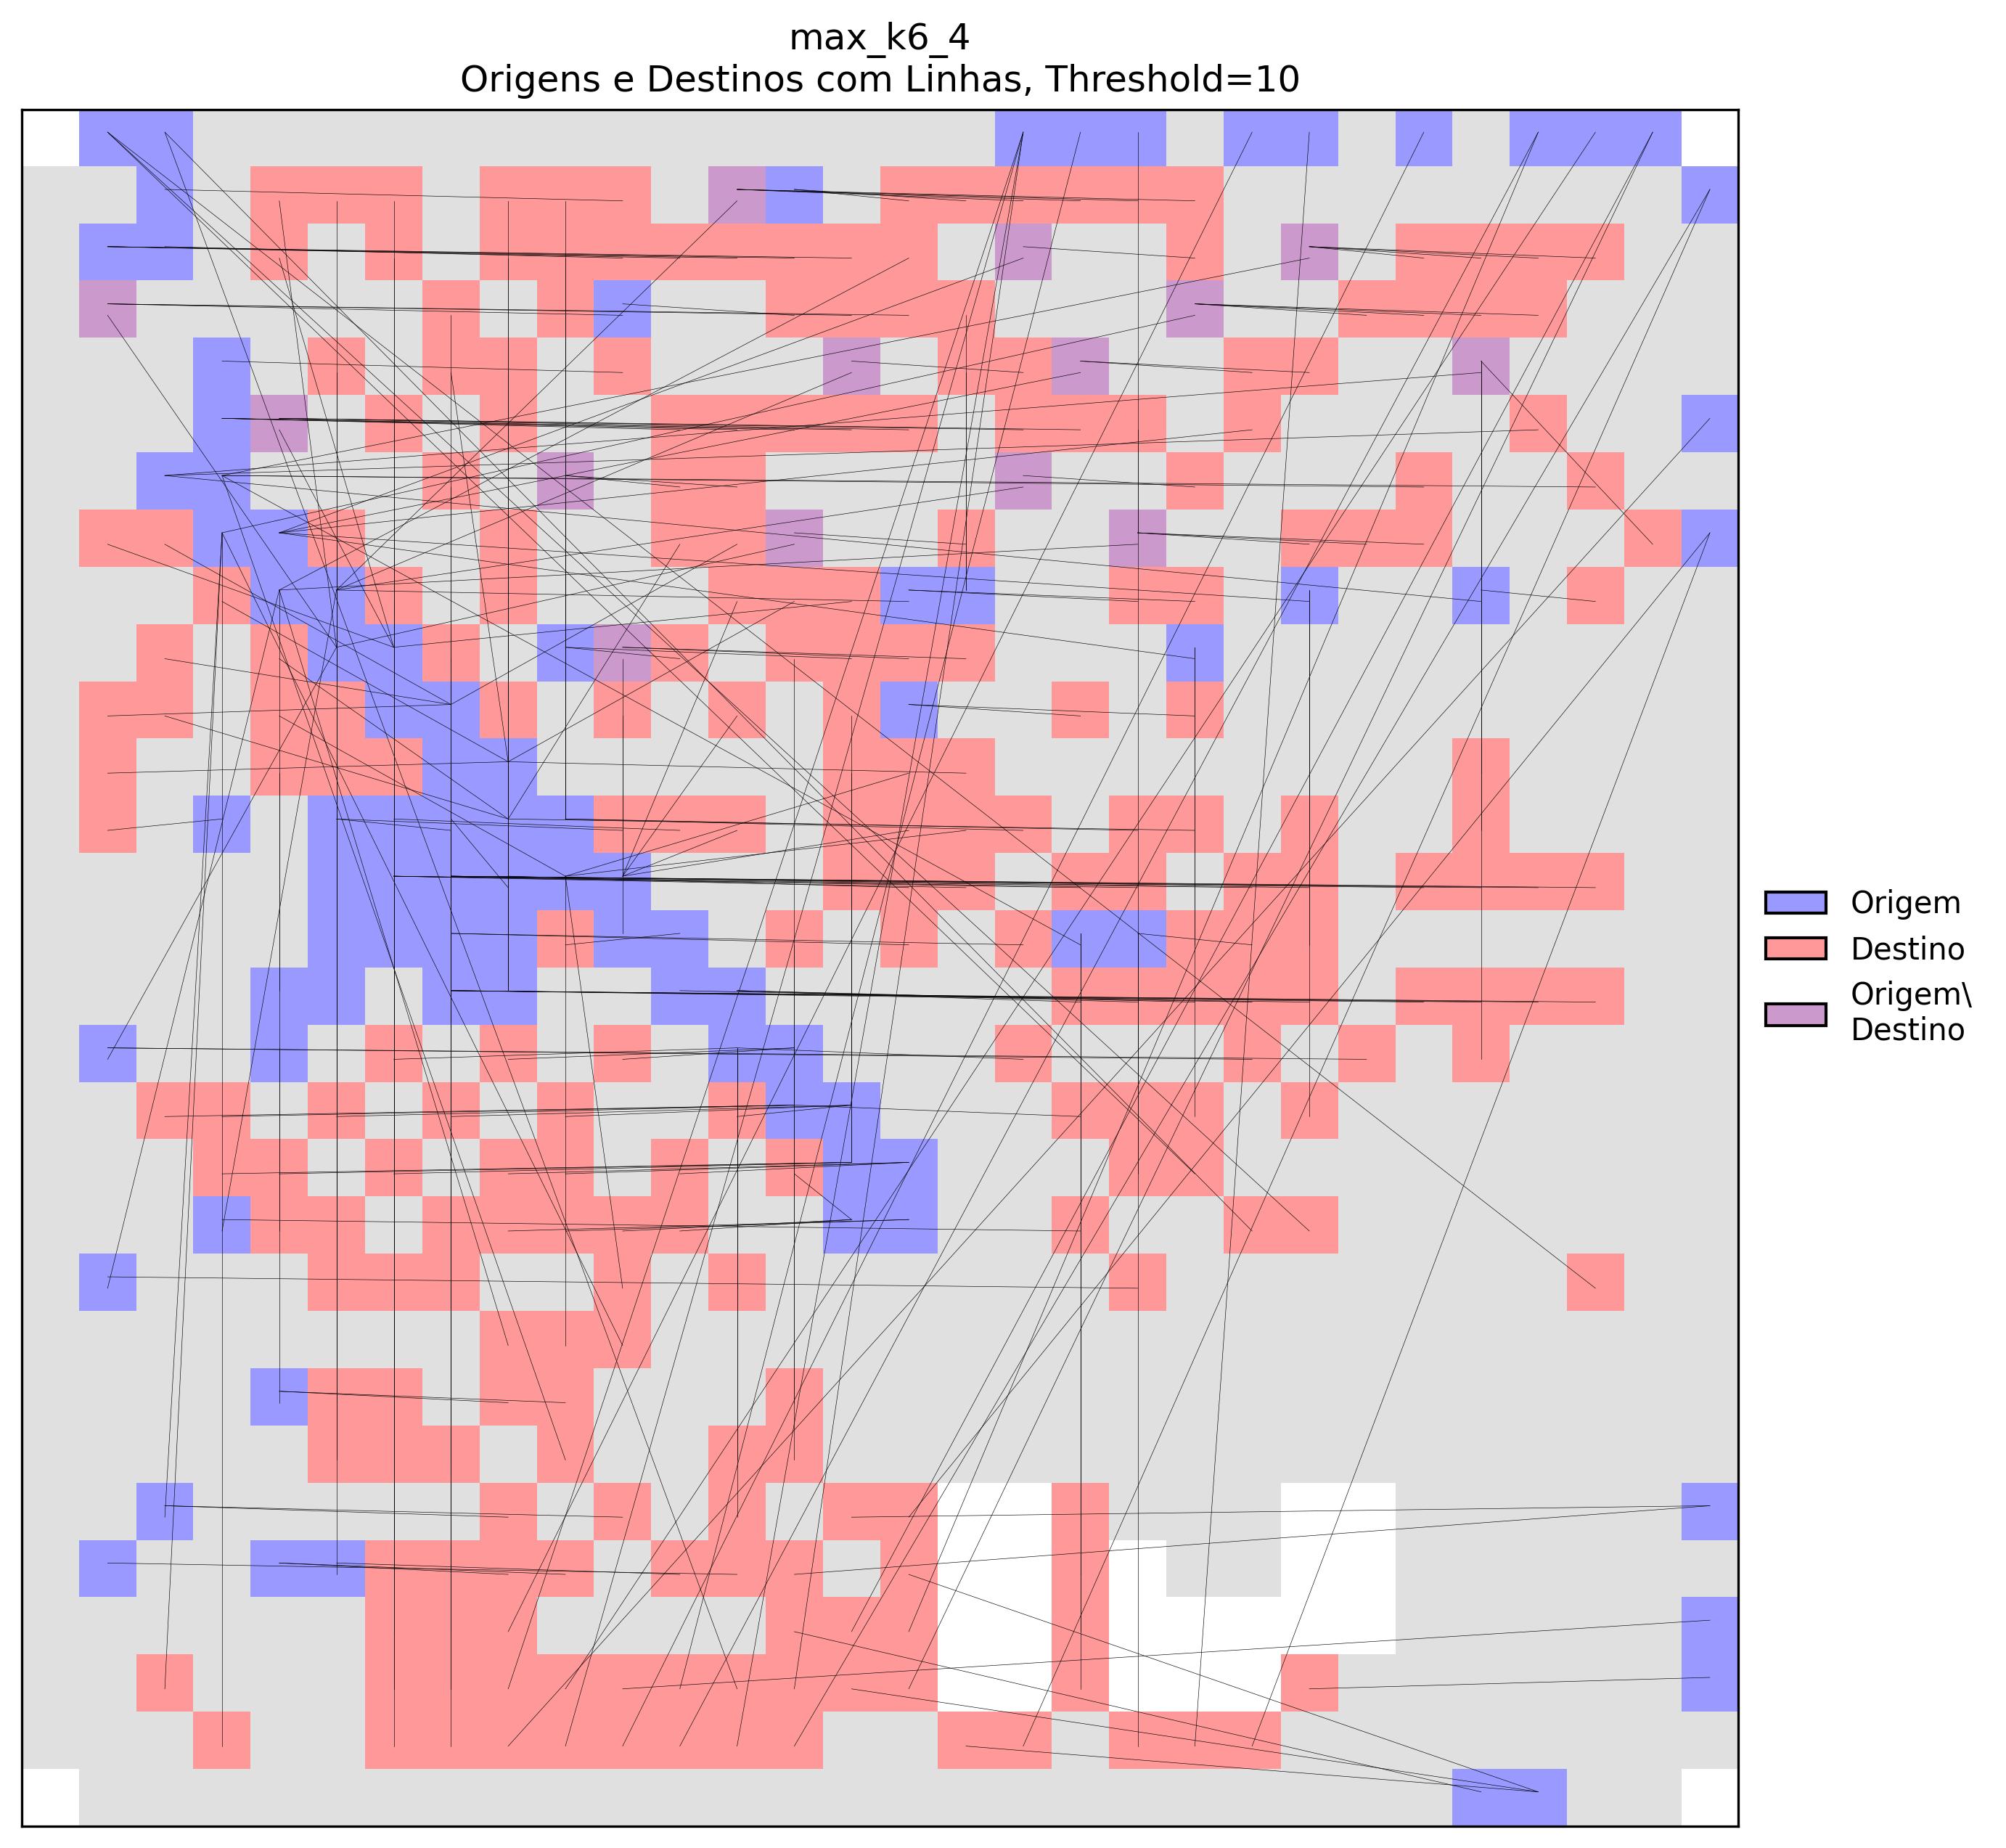 max_k6_4
Origens e Destinos com Linhas, Threshold=10
Origem
Destino
Origem\
Destino